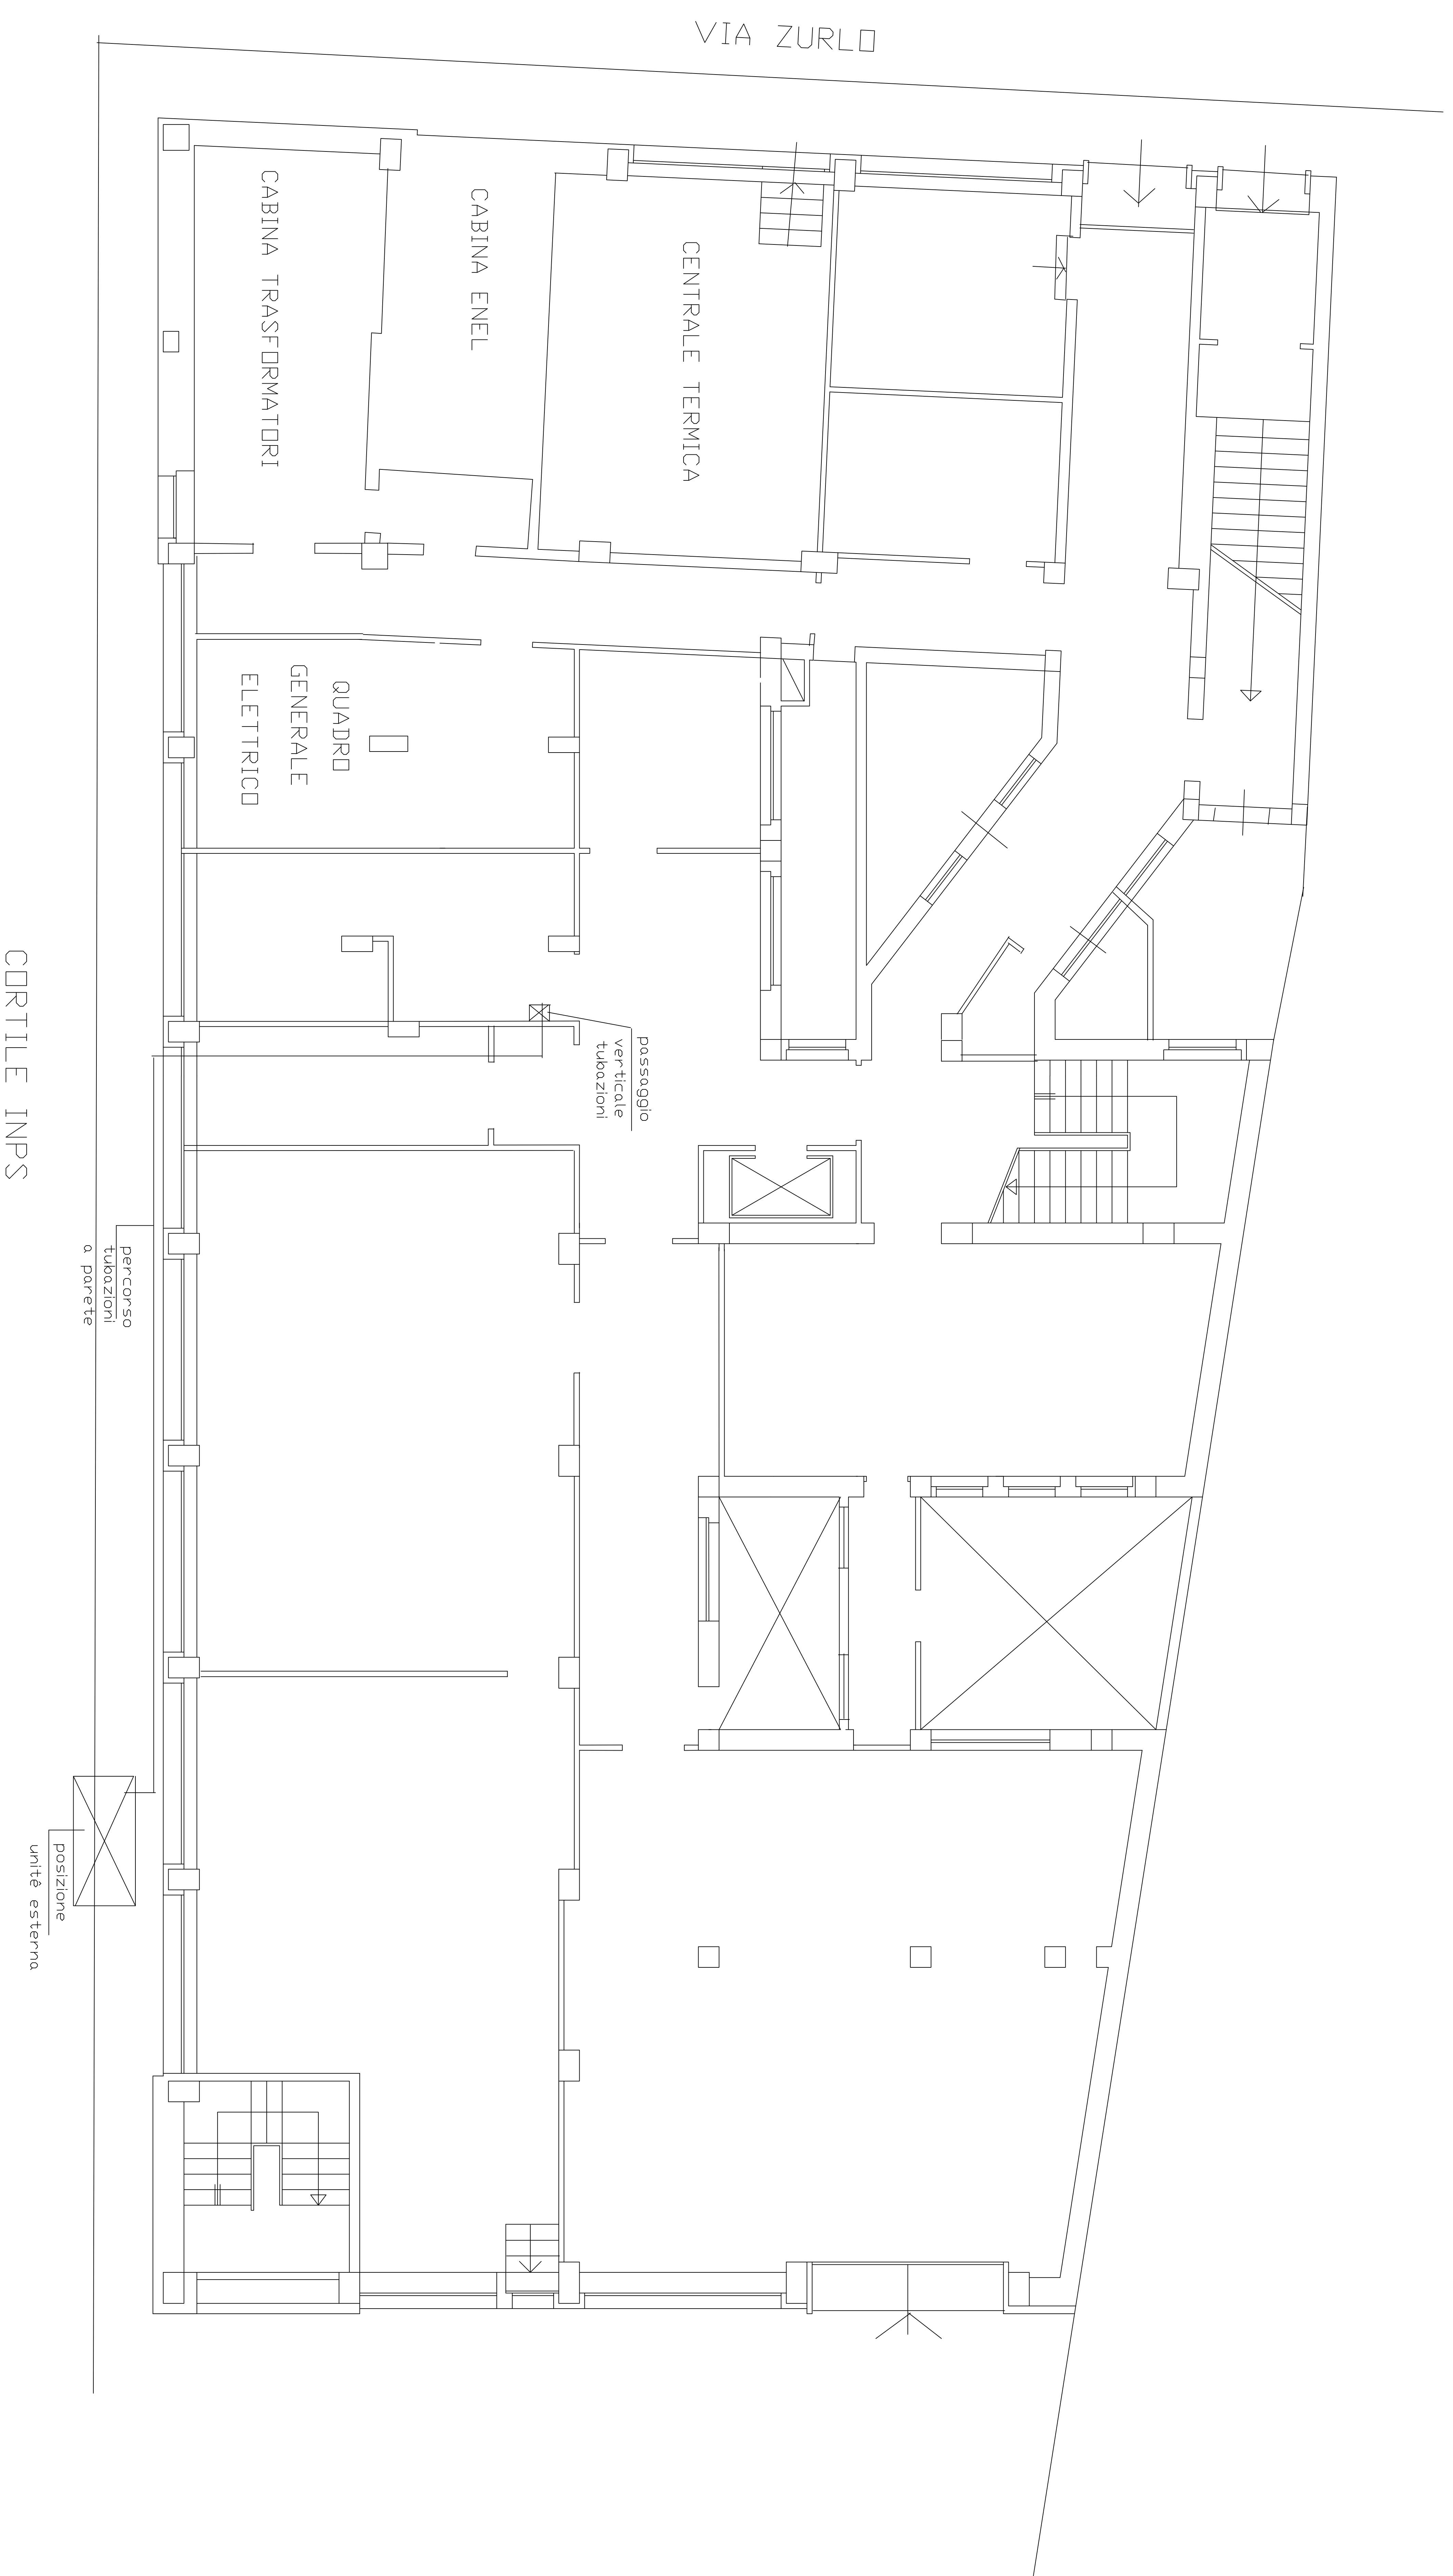 VIA ZURLO
CABINA TRASFORMATORI
CABINA ENEL
CENTRALE TERMICA
QUADRO
GENERALE
ELETTRICO
CORTILE INPS
passaggio
verticale
tubazioni
percorso
tubazioni
a parete
posizione
unitê esterna